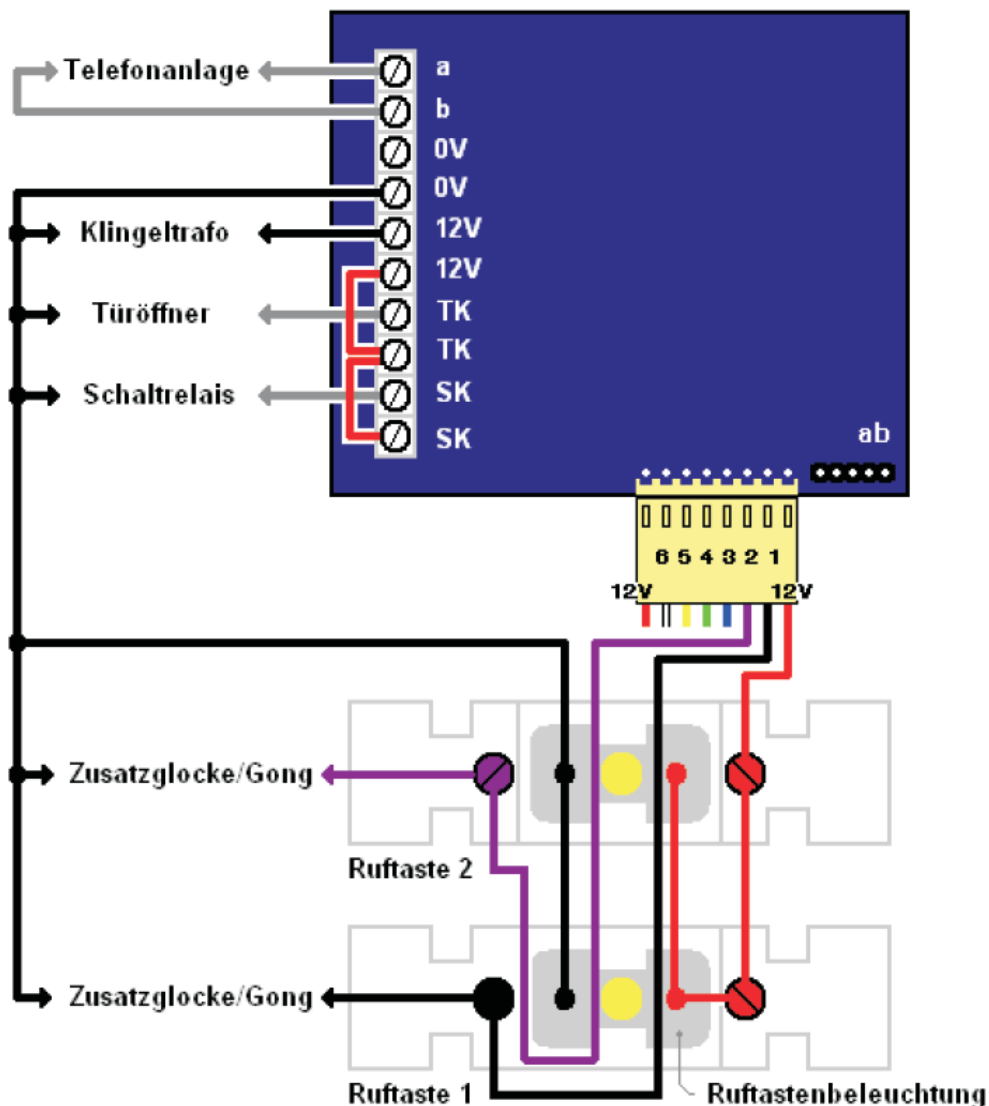 Telefonanlage
a
b
0V
0V
Klingeltrafo
12V
12V
Türöffner
TK
TK
Schaltrelais
SK
SK
ab
6 5 4 3 2 1
12V 12V
Zusatzglocke/Gong
Ruftaste 2
Zusatzglocke/Gong
Ruftaste 1
Ruftastenbeleuchtung